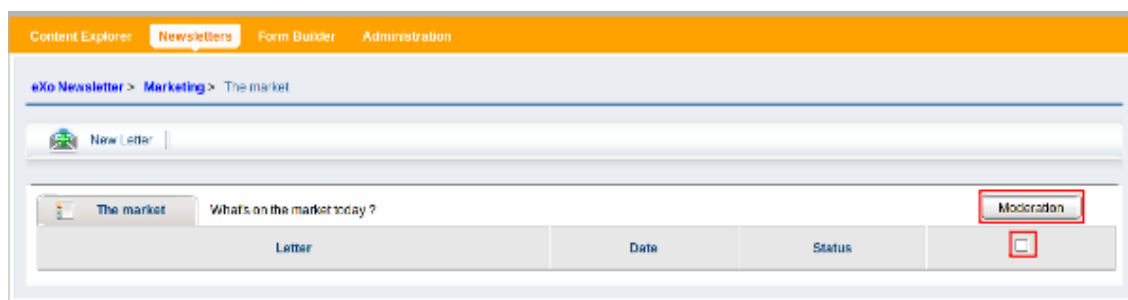 Content Explorer Newsletters Form Builder Administration
eXo Newsletter > Marketing > The market
New Letter
The market What's on the market today ? Moderation
Letter Date Status